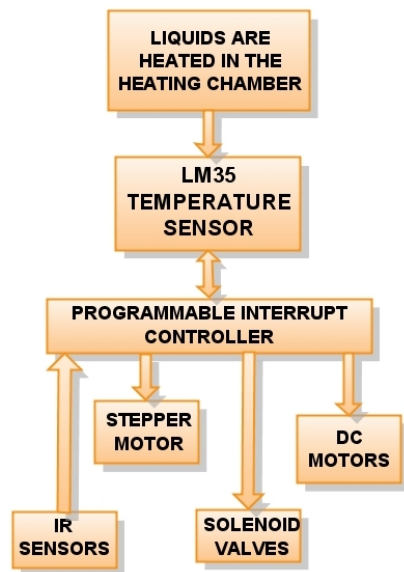 LIQUIDS ARE
HEATED IN THE
HEATING CHAMBER
LM35
TEMPERATURE
SENSOR
PROGRAMMABLE INTERRUPT
CONTROLLER
STEPPER
MOTOR
DC
MOTORS
IR
SENSORS
SOLENOID
VALVES